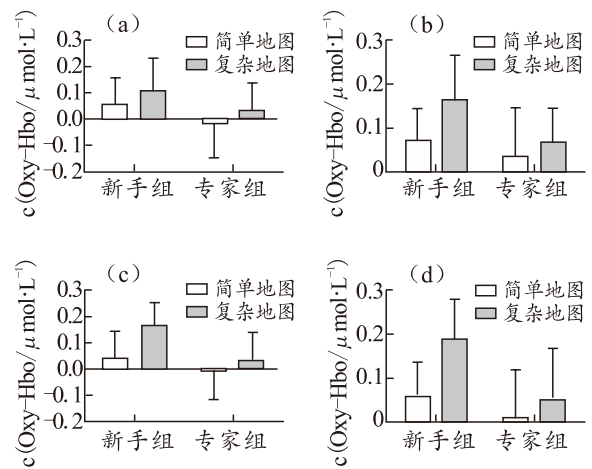 (a)
c(Oxy-Hbo/μmol·L⁻¹)
0.3
0.2
0.1
0.0
-0.1
-0.2
简单地图
复杂地图
新手组 专家组
(b)
c(Oxy-Hbo/μmol·L⁻¹)
0.3
0.2
0.1
0
简单地图
复杂地图
新手组 专家组
(c)
c(Oxy-Hbo/μmol·L⁻¹)
0.3
0.2
0.1
0.0
-0.1
-0.2
简单地图
复杂地图
新手组 专家组
(d)
c(Oxy-Hbo/μmol·L⁻¹)
0.3
0.2
0.1
0
简单地图
复杂地图
新手组 专家组